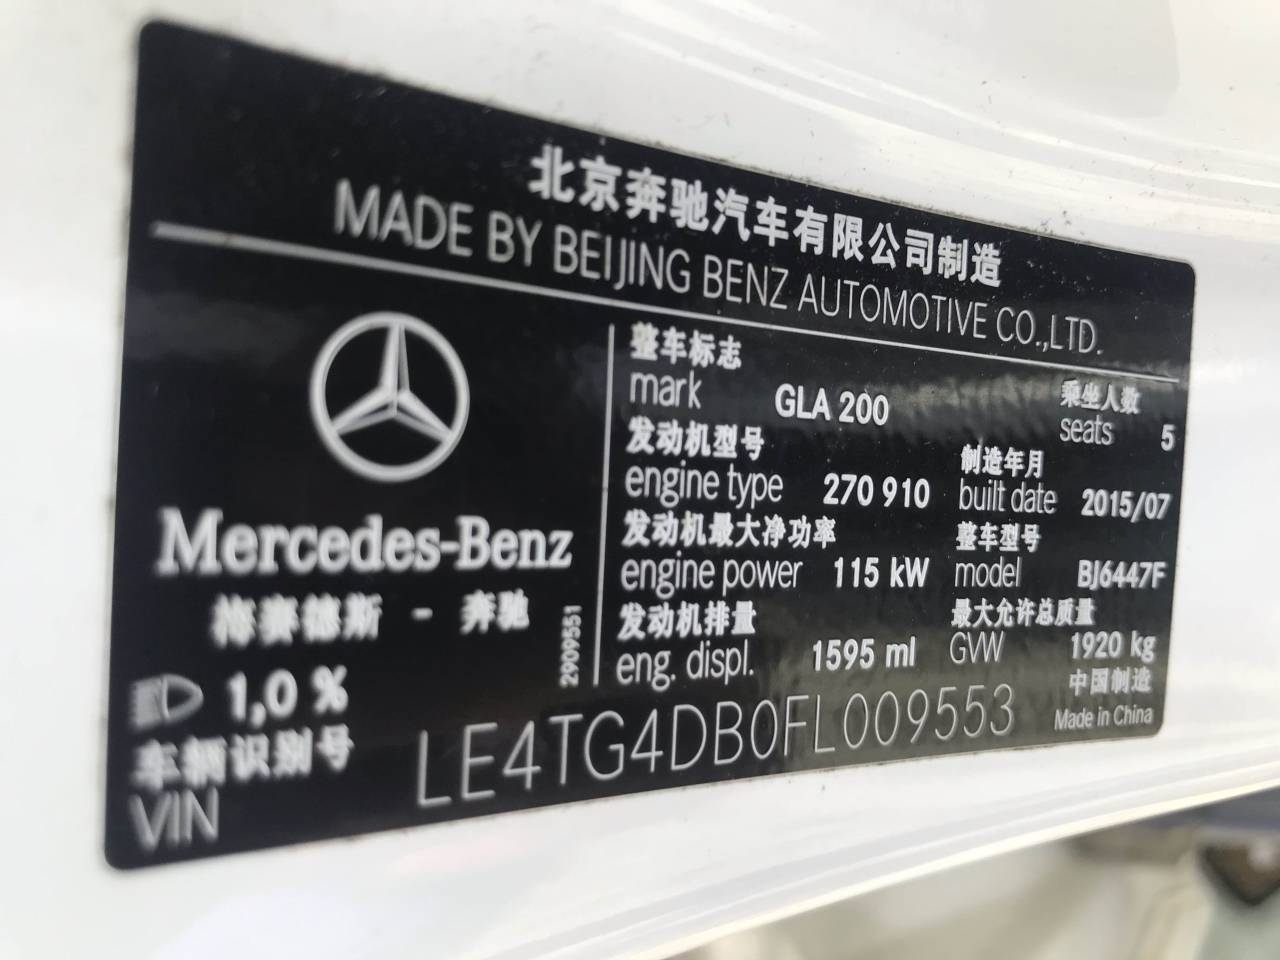 北京奔驰汽车有限公司制造
MADE BY BEIJING BENZ AUTOMOTIVE CO.,LTD.
Mercedes-Benz
梅赛德斯 - 奔驰
1,0 %
2909551
整车标志
mark GLA 200
乘坐人数
seats 5
发动机型号
engine type 270 910
制造年月
built date 2015/07
发动机最大净功率
engine power 115 kW
整车型号
model BJ6447F
发动机排量
eng. displ. 1595 ml
最大允许总质量
GVW 1920 kg
中国制造
Made in China
车辆识别号
VIN LE4TG4DB0FL009553